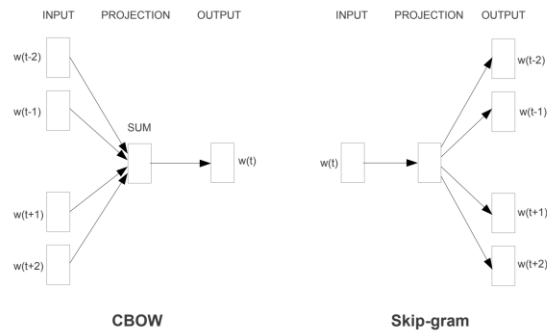 INPUT PROJECTION OUTPUT
w(t-2)
w(t-1)
SUM
w(t)
w(t+1)
w(t+2)
CBOW
INPUT PROJECTION OUTPUT
w(t-2)
w(t-1)
w(t)
w(t+1)
w(t+2)
Skip-gram